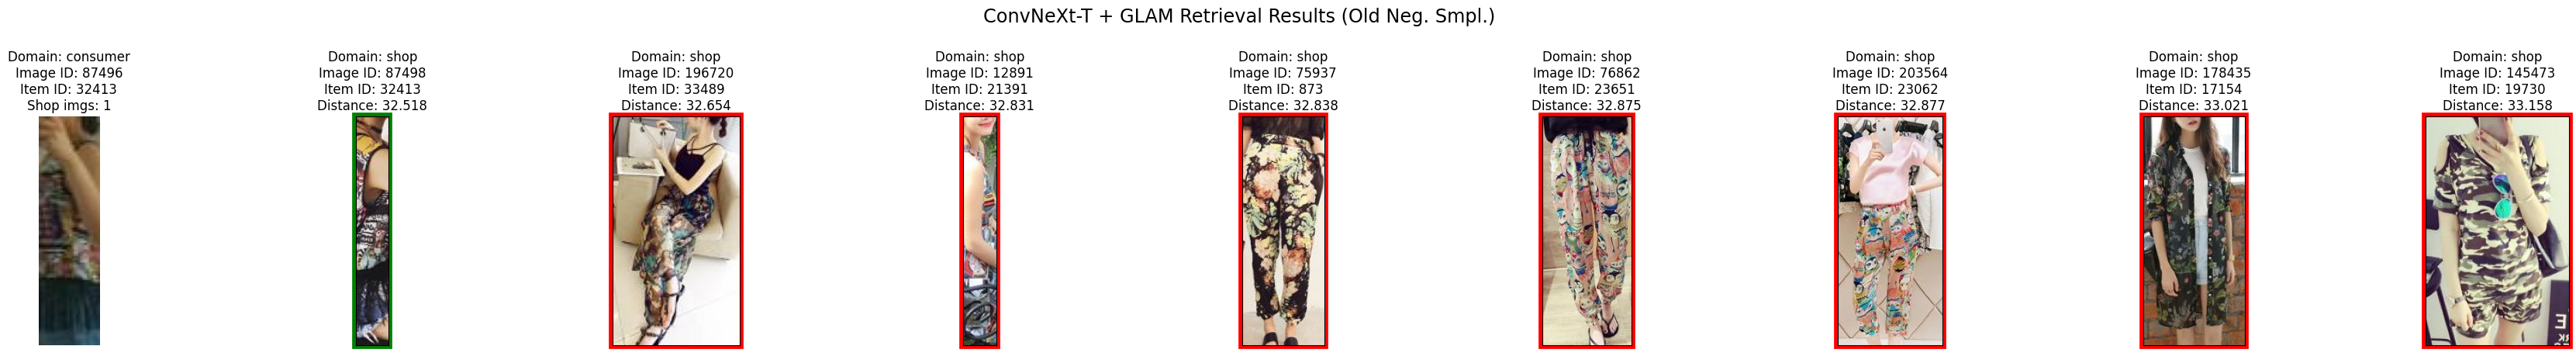 ConvNeXt-T + GLAM Retrieval Results (Old Neg. Smpl.)
Domain: consumer
Image ID: 87496
Item ID: 32413
Shop imgs: 1
Domain: shop
Image ID: 87498
Item ID: 32413
Distance: 32.518
Domain: shop
Image ID: 196720
Item ID: 33489
Distance: 32.654
Domain: shop
Image ID: 12891
Item ID: 21391
Distance: 32.831
Domain: shop
Image ID: 75937
Item ID: 873
Distance: 32.838
Domain: shop
Image ID: 76862
Item ID: 23651
Distance: 32.875
Domain: shop
Image ID: 203564
Item ID: 23062
Distance: 32.877
Domain: shop
Image ID: 178435
Item ID: 17154
Distance: 33.021
Domain: shop
Image ID: 145473
Item ID: 19730
Distance: 33.158